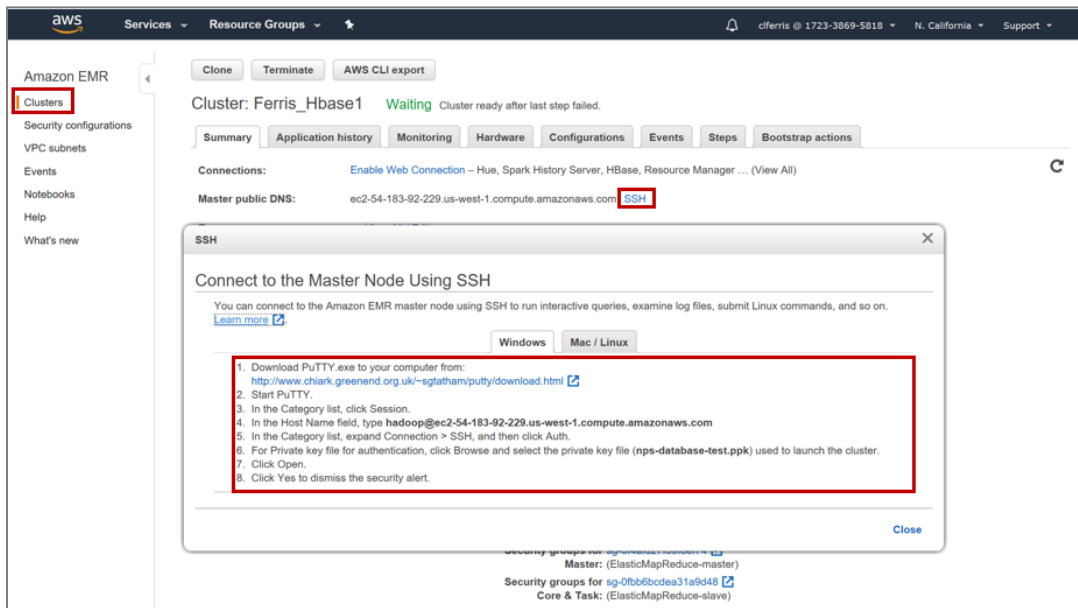 aws Services Resource Groups clferris @ 1723-3869-5818 N. California Support
Amazon EMR
Clusters
Security configurations
VPC subnets
Events
Notebooks
Help
What's new
Clone Terminate AWS CLI export
Cluster: Ferris_Hbase1 Waiting Cluster ready after last step failed.
Summary Application history Monitoring Hardware Configurations Events Steps Bootstrap actions
Connections: Enable Web Connection – Hue, Spark History Server, HBase, Resource Manager … (View All)
Master public DNS: ec2-54-183-92-229.us-west-1.compute.amazonaws.com SSH
SSH
Connect to the Master Node Using SSH
You can connect to the Amazon EMR master node using SSH to run interactive queries, examine log files, submit Linux commands, and so on.
Learn more.
Windows Mac / Linux
1. Download PuTTY.exe to your computer from:
http://www.chiark.greenend.org.uk/~sgtatham/putty/download.html
2. Start PuTTY.
3. In the Category list, click Session.
4. In the Host Name field, type hadoop@ec2-54-183-92-229.us-west-1.compute.amazonaws.com
5. In the Category list, expand Connection > SSH, and then click Auth.
6. For Private key file for authentication, click Browse and select the private key file (nps-database-test.ppk) used to launch the cluster.
7. Click Open.
8. Click Yes to dismiss the security alert.
Close
Security groups for
Master: (ElasticMapReduce-master)
Security groups for sg-0fbb6bcdea31a9d48
Core & Task: (ElasticMapReduce-slave)